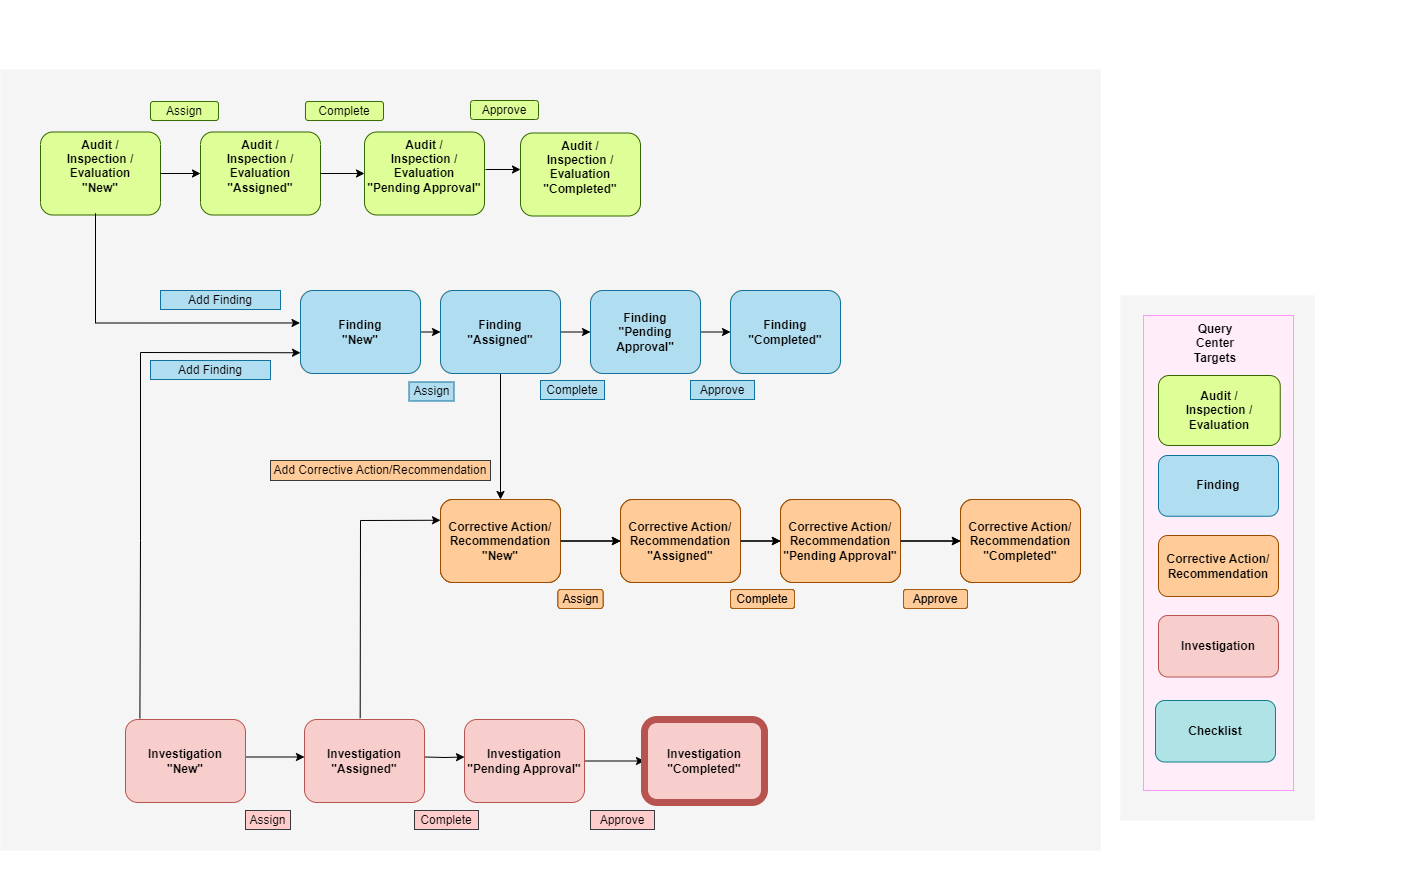 Assign
Complete
Approve
Audit /
Inspection /
Evaluation
"New"
Audit /
Inspection /
Evaluation
"Assigned"
Audit /
Inspection /
Evaluation
"Pending Approval"
Audit /
Inspection /
Evaluation
"Completed"
Add Finding
Add Finding
Finding
"New"
Finding
"Assigned"
Finding
"Pending
Approval"
Finding
"Completed"
Assign
Complete
Approve
Add Corrective Action/Recommendation
Corrective Action/
Recommendation
"New"
Corrective Action/
Recommendation
"Assigned"
Corrective Action/
Recommendation
"Pending Approval"
Corrective Action/
Recommendation
"Completed"
Assign
Complete
Approve
Investigation
"New"
Investigation
"Assigned"
Investigation
"Pending Approval"
Investigation
"Completed"
Assign
Complete
Approve
Query
Center
Targets
Audit /
Inspection /
Evaluation
Finding
Corrective Action/
Recommendation
Investigation
Checklist